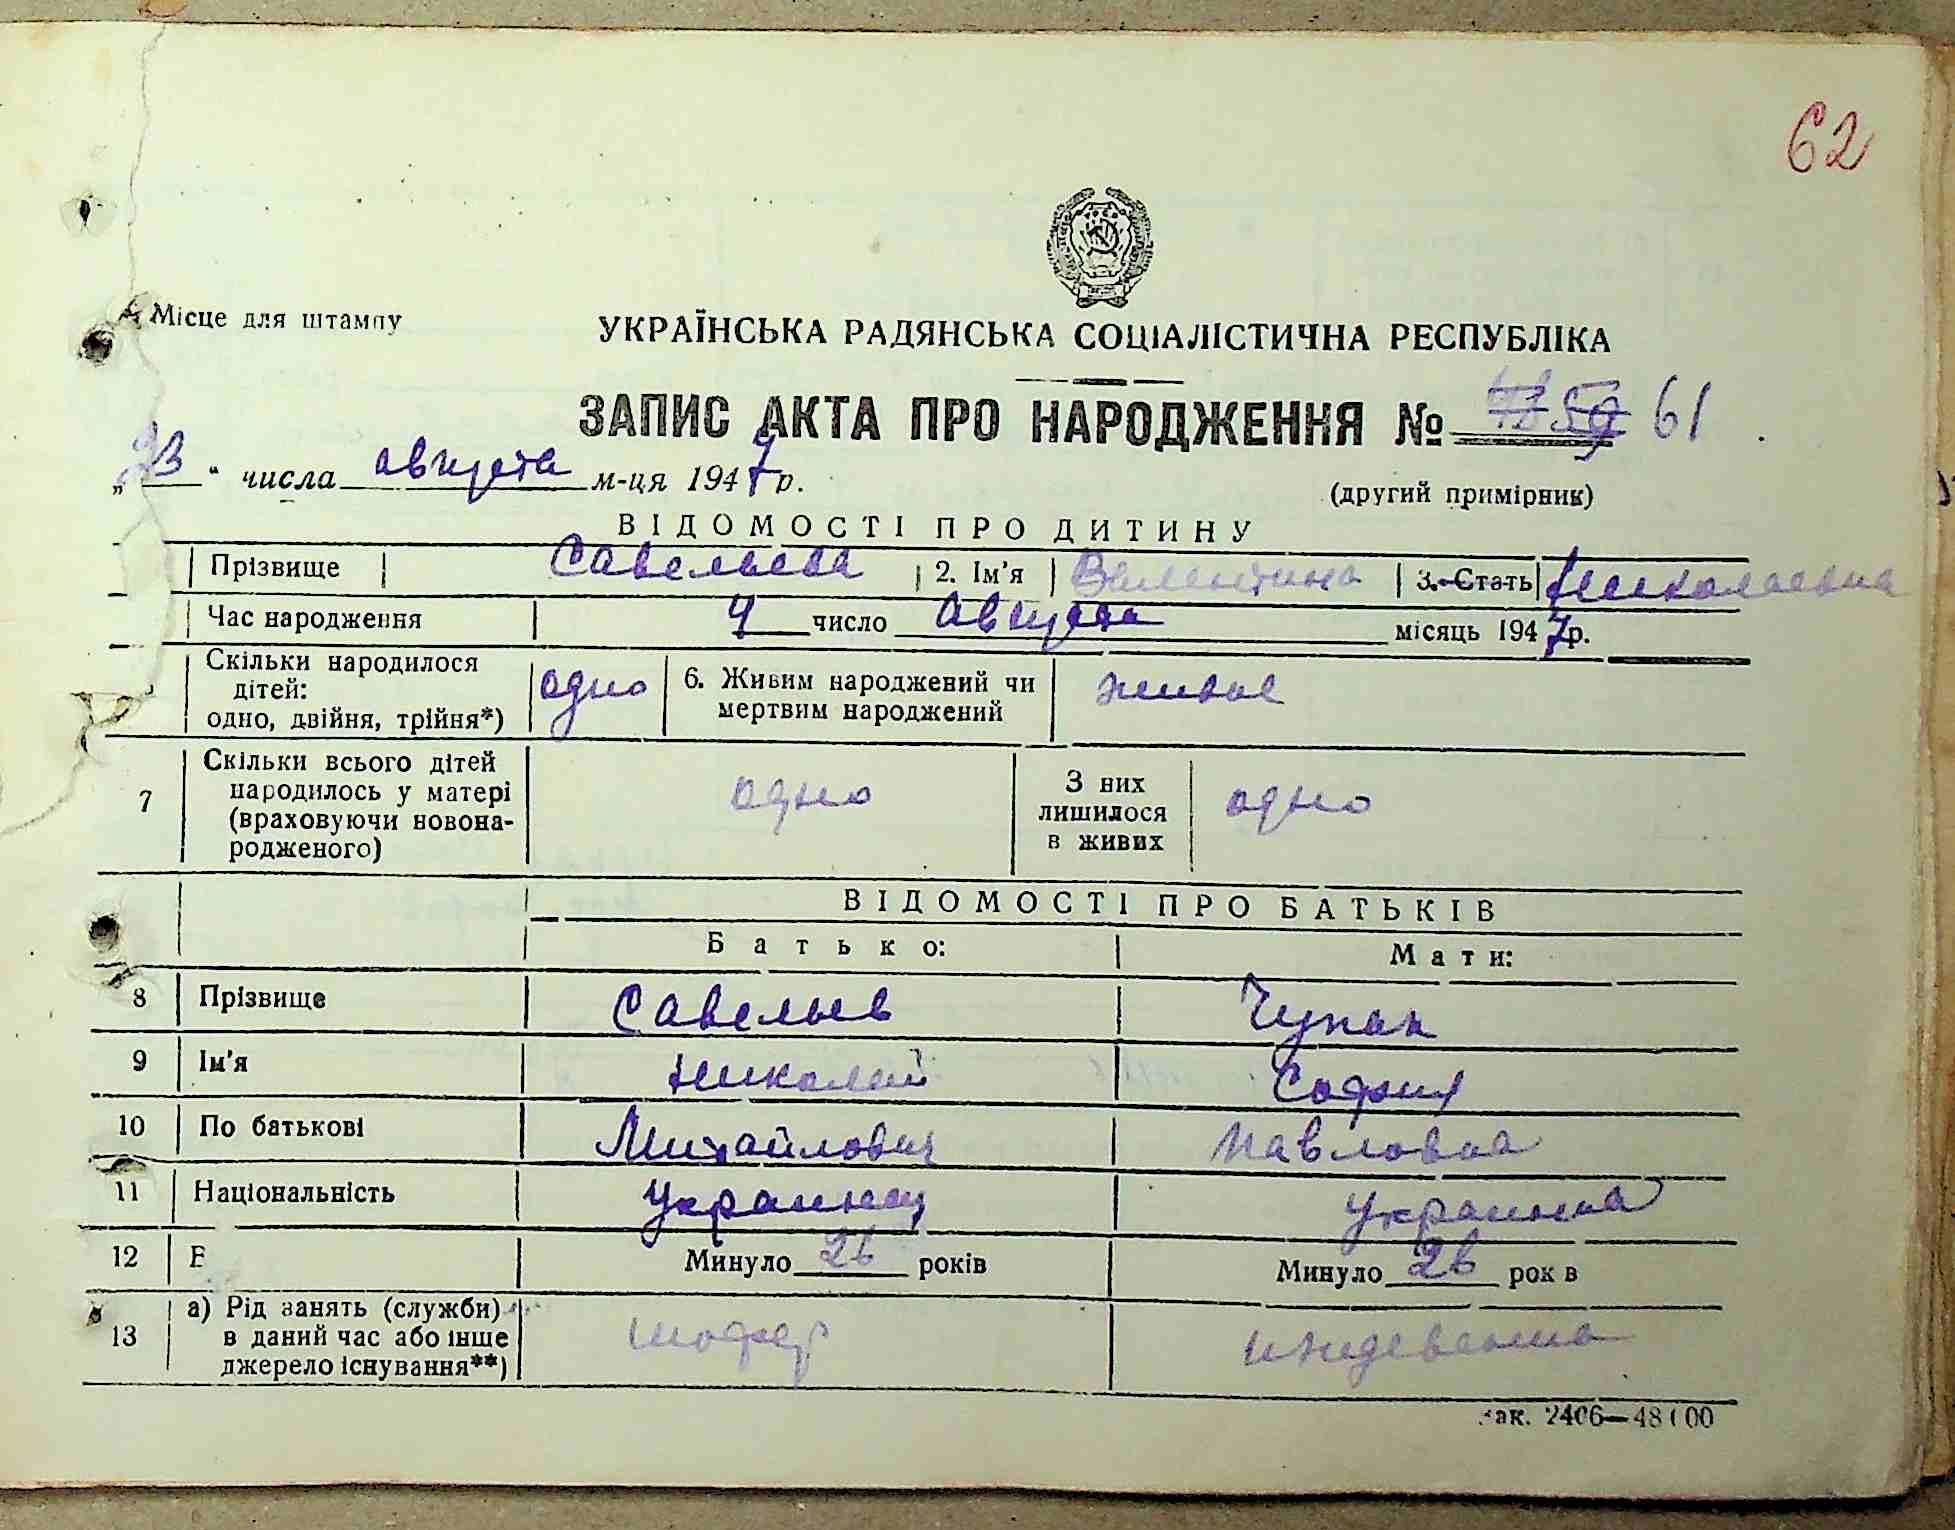 62
Місце для штампу
УКРАЇНСЬКА РАДЯНСЬКА СОЦІАЛІСТИЧНА РЕСПУБЛІКА
ЗАПИС АКТА ПРО НАРОДЖЕННЯ № 59 61
„23“ числа августа м-ця 1947 р.
(другий примірник)
ВІДОМОСТІ ПРО ДИТИНУ
Прізвище Савельева 2. Ім'я Валентина 3. Стать Николаевна
Час народження 4 число Августа місяць 1947 р.
Скільки народилося дітей: одно, двійня, трійня*) одно 6. Живим народжений чи мертвим народжений живое
7 Скільки всього дітей народилось у матері (враховуючи новонародженого) одно З них лишилося в живих одно
ВІДОМОСТІ ПРО БАТЬКІВ
Батько: Мати:
8 Прізвище Савельев Чупак
9 Ім'я Николай София
10 По батькові Михайлович Павловна
11 Національність Украинец Украинка
12 В Минуло 26 років Минуло 26 рок в
13 а) Рід занять (служби) в даний час або інше джерело існування**) шофер
зак. 2406—48